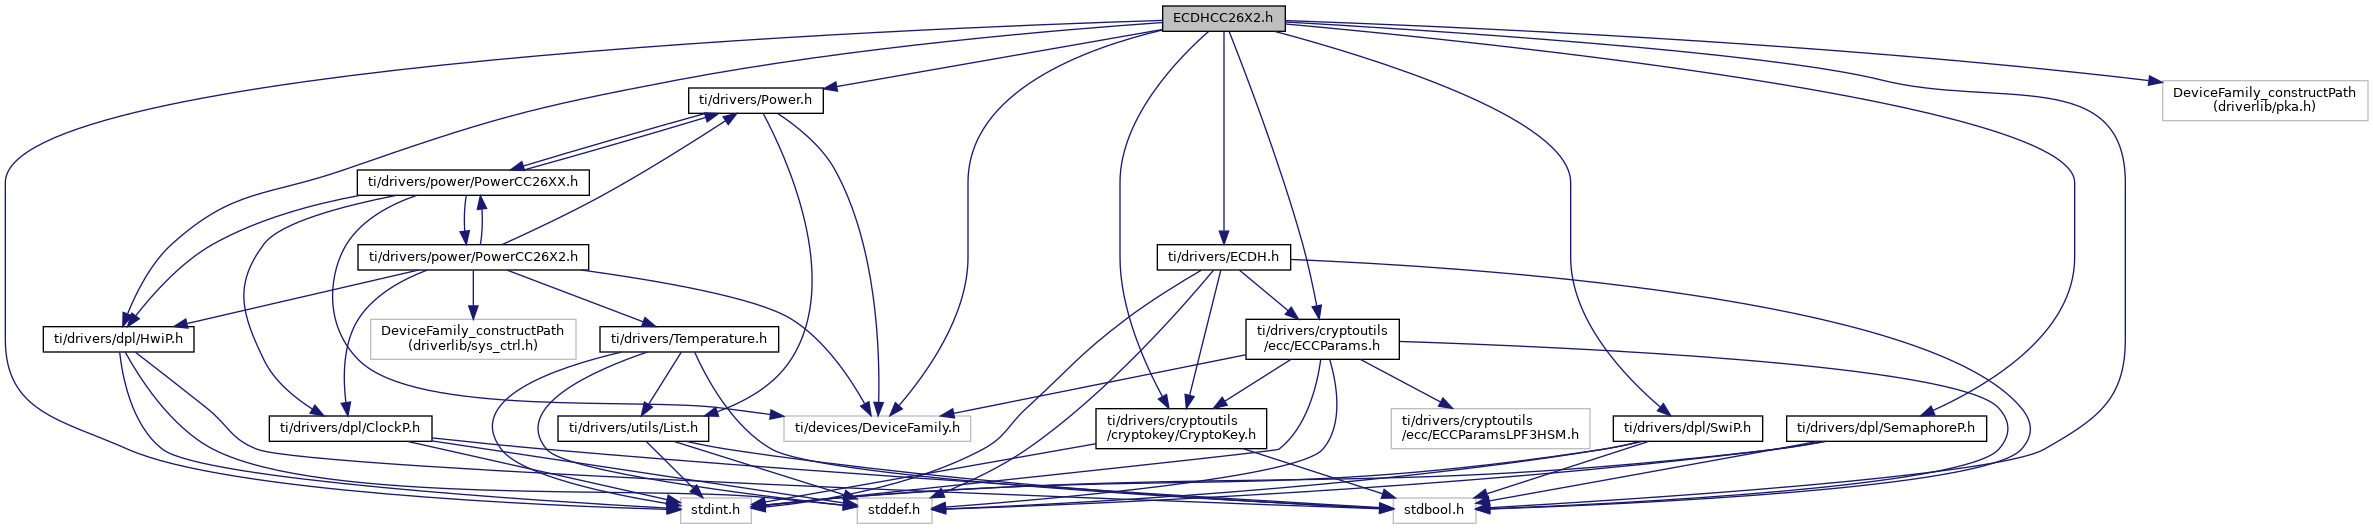 ECDHCC26X2.h
ti/drivers/Power.h
DeviceFamily_constructPath
(driverlib/pka.h)
ti/drivers/power/PowerCC26XX.h
ti/drivers/power/PowerCC26X2.h
ti/drivers/ECDH.h
ti/drivers/dpl/HwiP.h
DeviceFamily_constructPath
(driverlib/sys_ctrl.h)
ti/drivers/Temperature.h
ti/drivers/cryptoutils
/ecc/ECCParams.h
ti/drivers/dpl/ClockP.h
ti/drivers/utils/List.h
ti/devices/DeviceFamily.h
ti/drivers/cryptoutils
/cryptokey/CryptoKey.h
ti/drivers/cryptoutils
/ecc/ECCParamsLPF3HSM.h
ti/drivers/dpl/SwiP.h
ti/drivers/dpl/SemaphoreP.h
stdint.h
stddef.h
stdbool.h